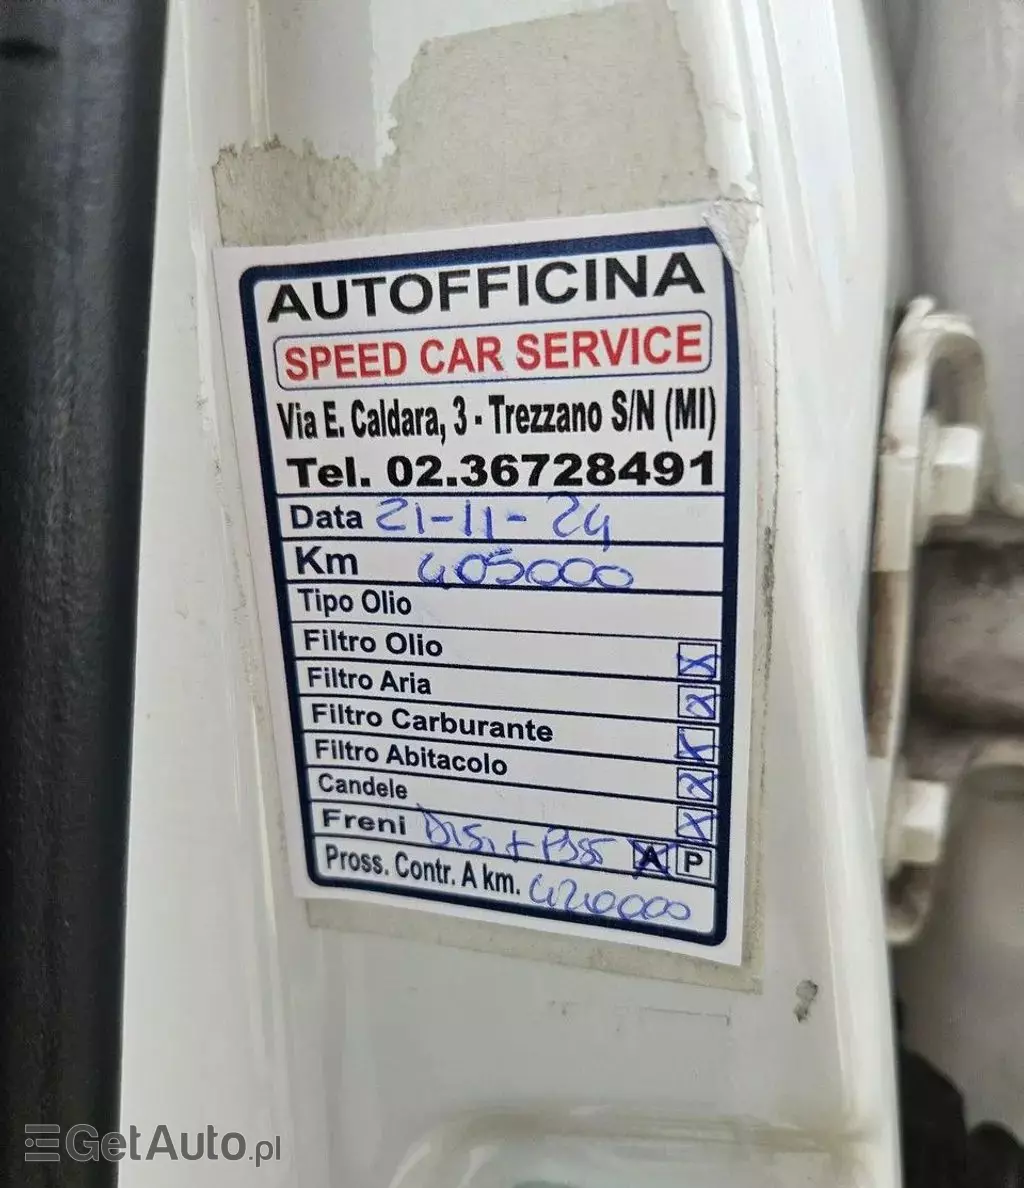 AUTOFFICINA
SPEED CAR SERVICE
Via E. Caldara, 3 - Trezzano S/N (MI)
Tel. 02.36728491
Data 21-11-24
Km 405000
Tipo Olio
Filtro Olio X
Filtro Aria X
Filtro Carburante X
Filtro Abitacolo X
Candele X
Freni A P
Pross. Contr. A km. 420000
GetAuto.pl